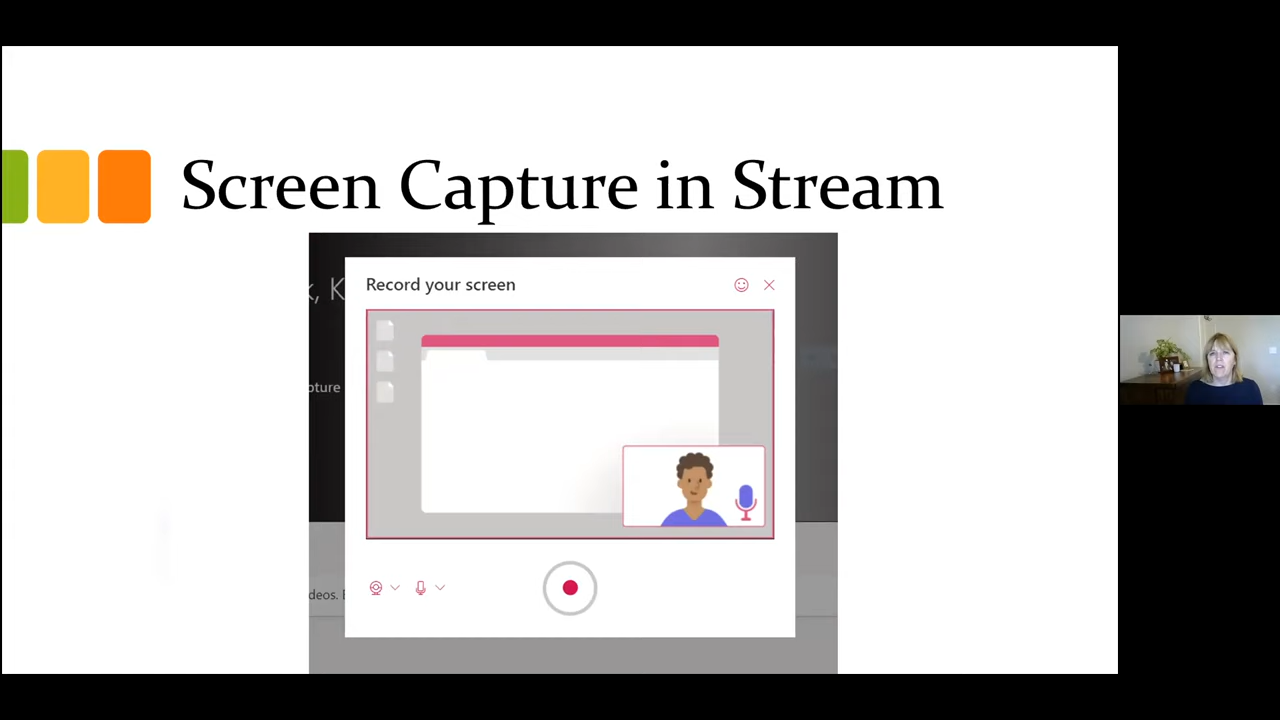 Screen Capture in Stream
, K
Record your screen
pture
deos. E